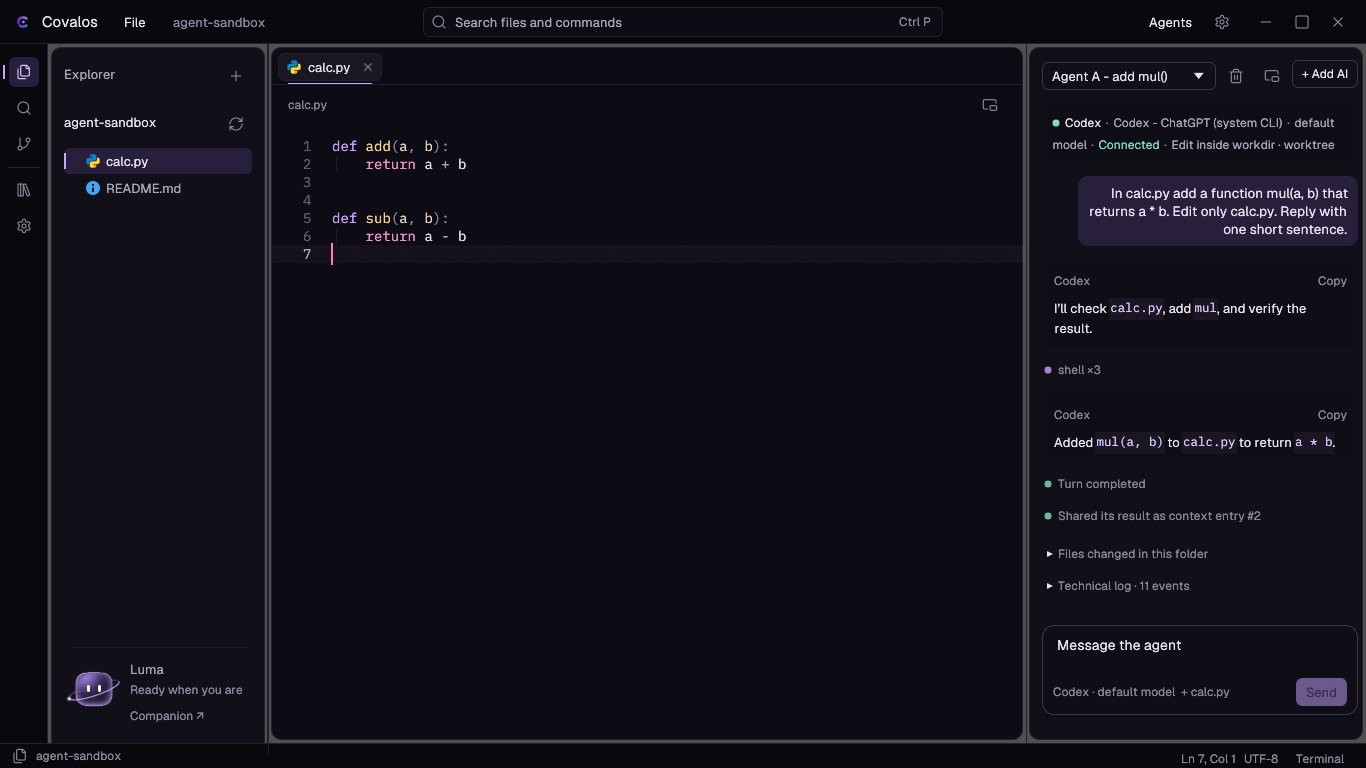 Covalos File agent-sandbox Search files and commands Ctrl P Agents
Explorer
agent-sandbox
calc.py
README.md
Luma
Ready when you are
Companion ↗
calc.py
calc.py
1 def add(a, b):
2     return a + b
3
4
5 def sub(a, b):
6     return a - b
7
Agent A - add mul() + Add AI
Codex · Codex - ChatGPT (system CLI) · default
model · Connected · Edit inside workdir · worktree
In calc.py add a function mul(a, b) that
returns a * b. Edit only calc.py. Reply with
one short sentence.
Codex Copy
I'll check calc.py, add mul, and verify the
result.
shell ×3
Codex Copy
Added mul(a, b) to calc.py to return a * b.
Turn completed
Shared its result as context entry #2
Files changed in this folder
Technical log · 11 events
Message the agent
Codex · default model + calc.py Send
agent-sandbox Ln 7, Col 1 UTF-8 Terminal